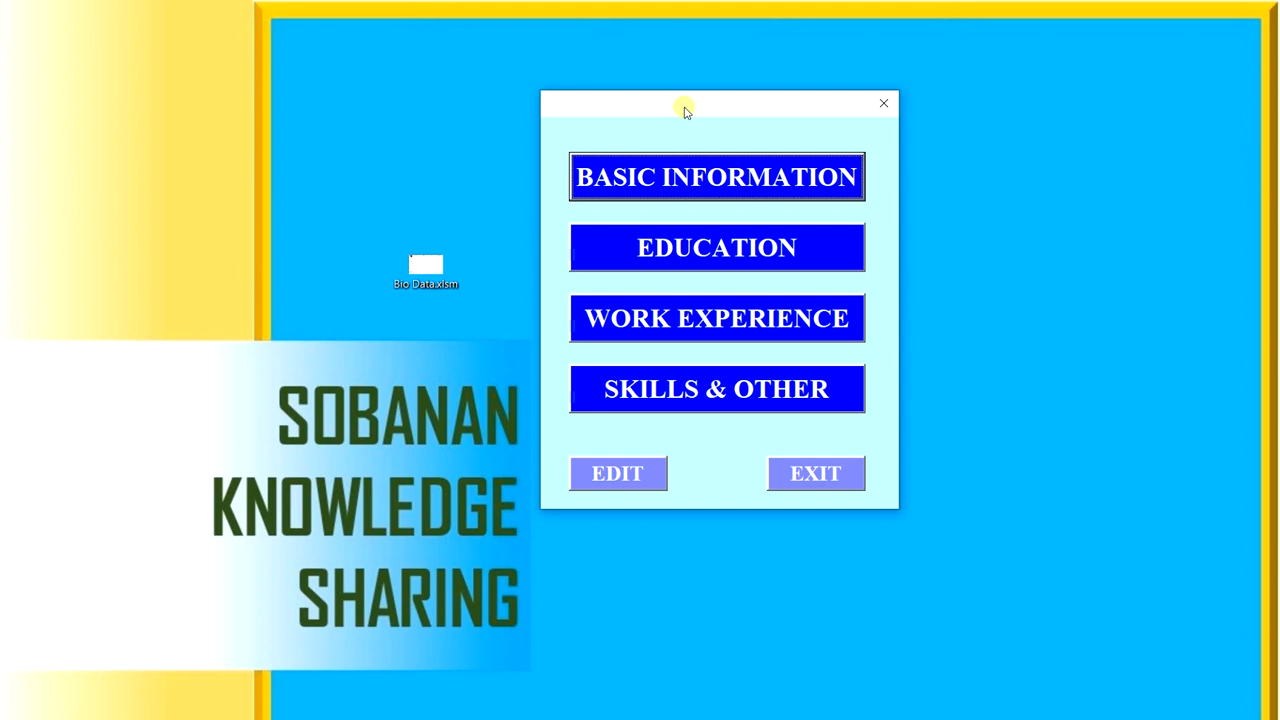 BASIC INFORMATION
EDUCATION
WORK EXPERIENCE
SKILLS & OTHER
EDIT
EXIT
Bio Data.xlsm
SOBANAN
KNOWLEDGE
SHARING